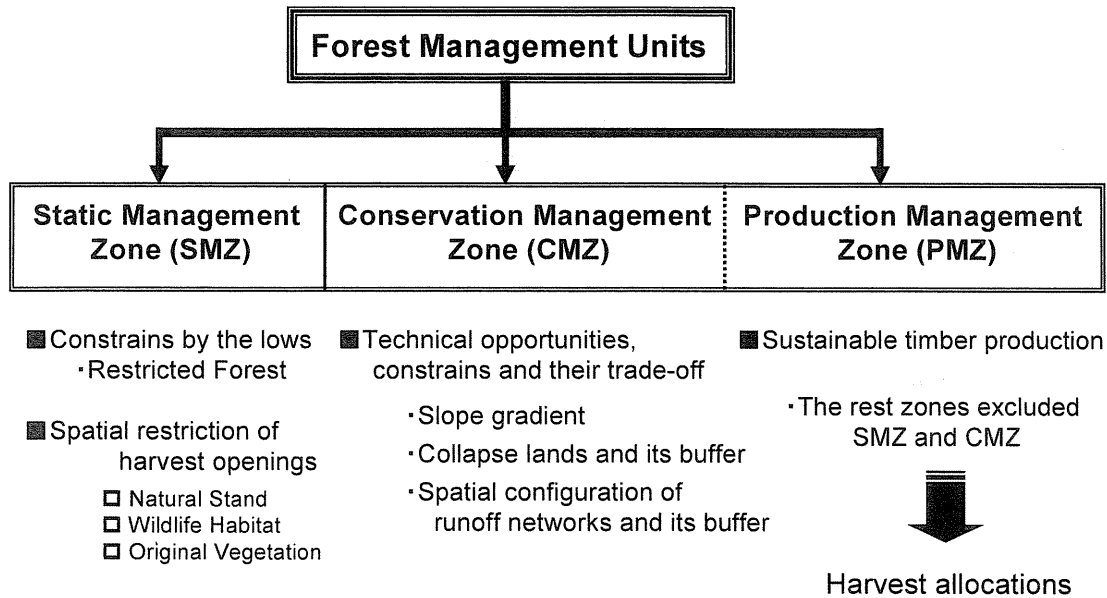 Forest Management Units
Static Management
Zone (SMZ)
Conservation Management
Zone (CMZ)
Production Management
Zone (PMZ)
■ Constrains by the lows
・Restricted Forest
■ Spatial restriction of
harvest openings
□ Natural Stand
□ Wildlife Habitat
□ Original Vegetation
■ Technical opportunities,
constrains and their trade-off
・Slope gradient
・Collapse lands and its buffer
・Spatial configuration of
runoff networks and its buffer
■ Sustainable timber production
・The rest zones excluded
SMZ and CMZ
Harvest allocations